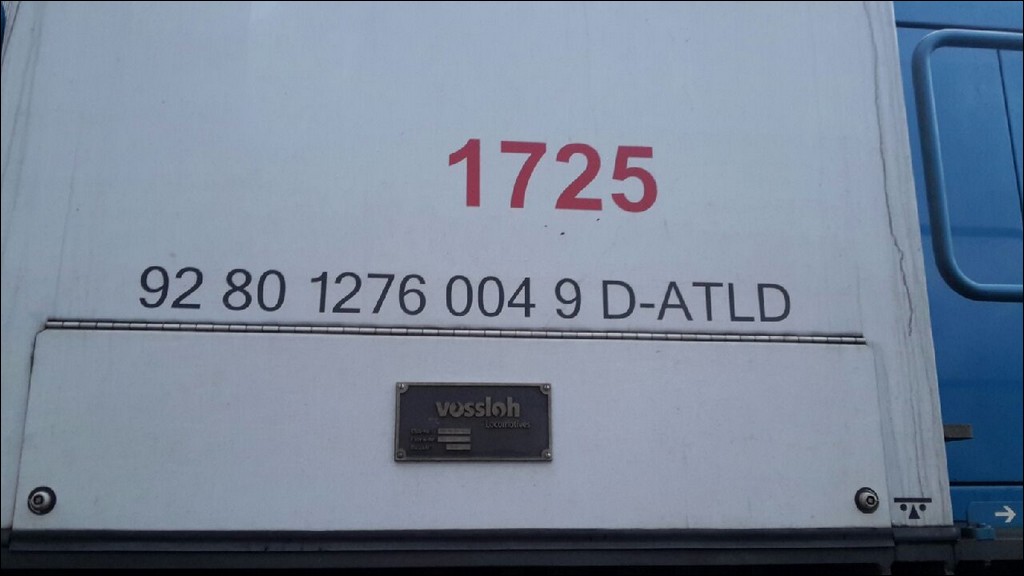 1725
92 80 1276 004 9 D-ATLD
vossloh
Locomotives